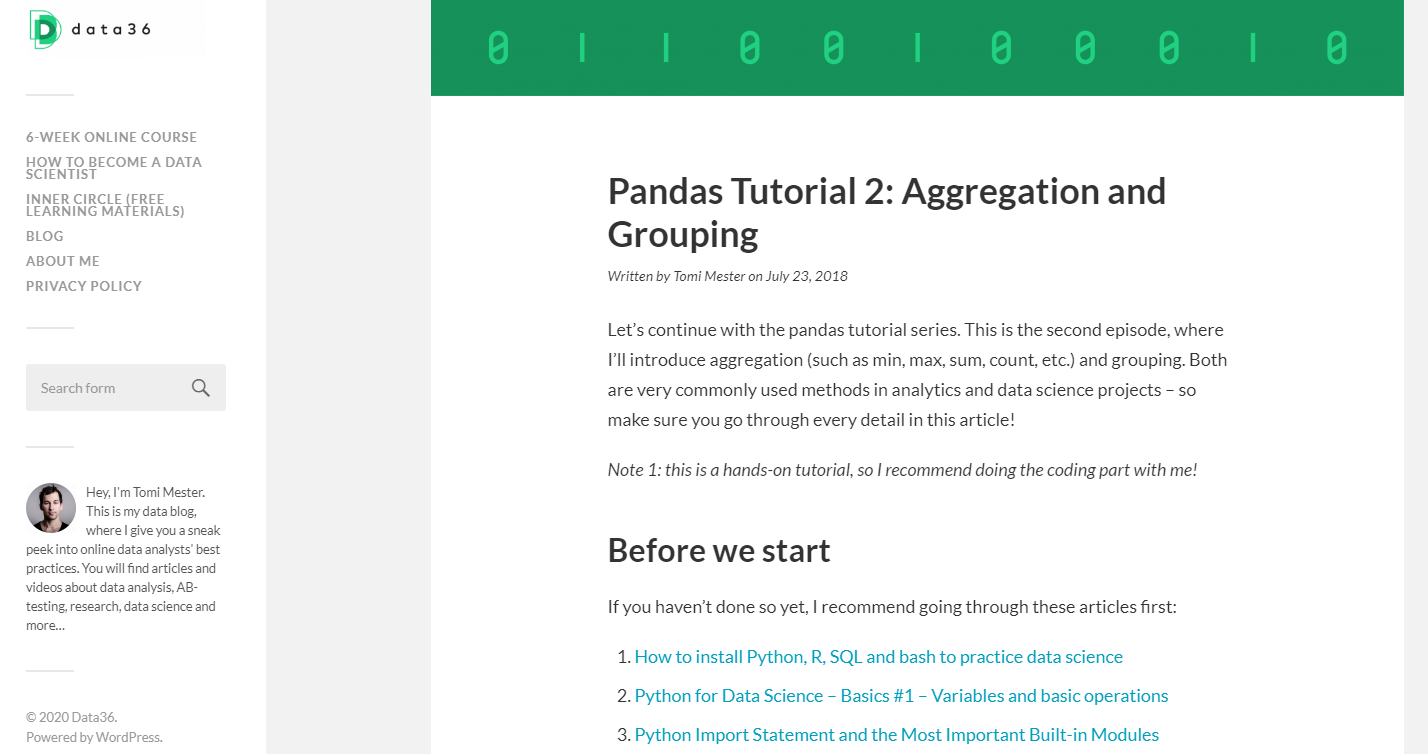 data36
6-WEEK ONLINE COURSE
HOW TO BECOME A DATA
SCIENTIST
INNER CIRCLE (FREE
LEARNING MATERIALS)
BLOG
ABOUT ME
PRIVACY POLICY
Search form
Hey, I'm Tomi Mester.
This is my data blog,
where I give you a sneak
peek into online data analysts' best
practices. You will find articles and
videos about data analysis, AB-
testing, research, data science and
more...
© 2020 Data36.
Powered by WordPress.
0 1 1 0 0 1 0 0 0 1 0
Pandas Tutorial 2: Aggregation and
Grouping
Written by Tomi Mester on July 23, 2018
Let’s continue with the pandas tutorial series. This is the second episode, where
I’ll introduce aggregation (such as min, max, sum, count, etc.) and grouping. Both
are very commonly used methods in analytics and data science projects – so
make sure you go through every detail in this article!
Note 1: this is a hands-on tutorial, so I recommend doing the coding part with me!
Before we start
If you haven’t done so yet, I recommend going through these articles first:
1. How to install Python, R, SQL and bash to practice data science
2. Python for Data Science – Basics #1 – Variables and basic operations
3. Python Import Statement and the Most Important Built-in Modules